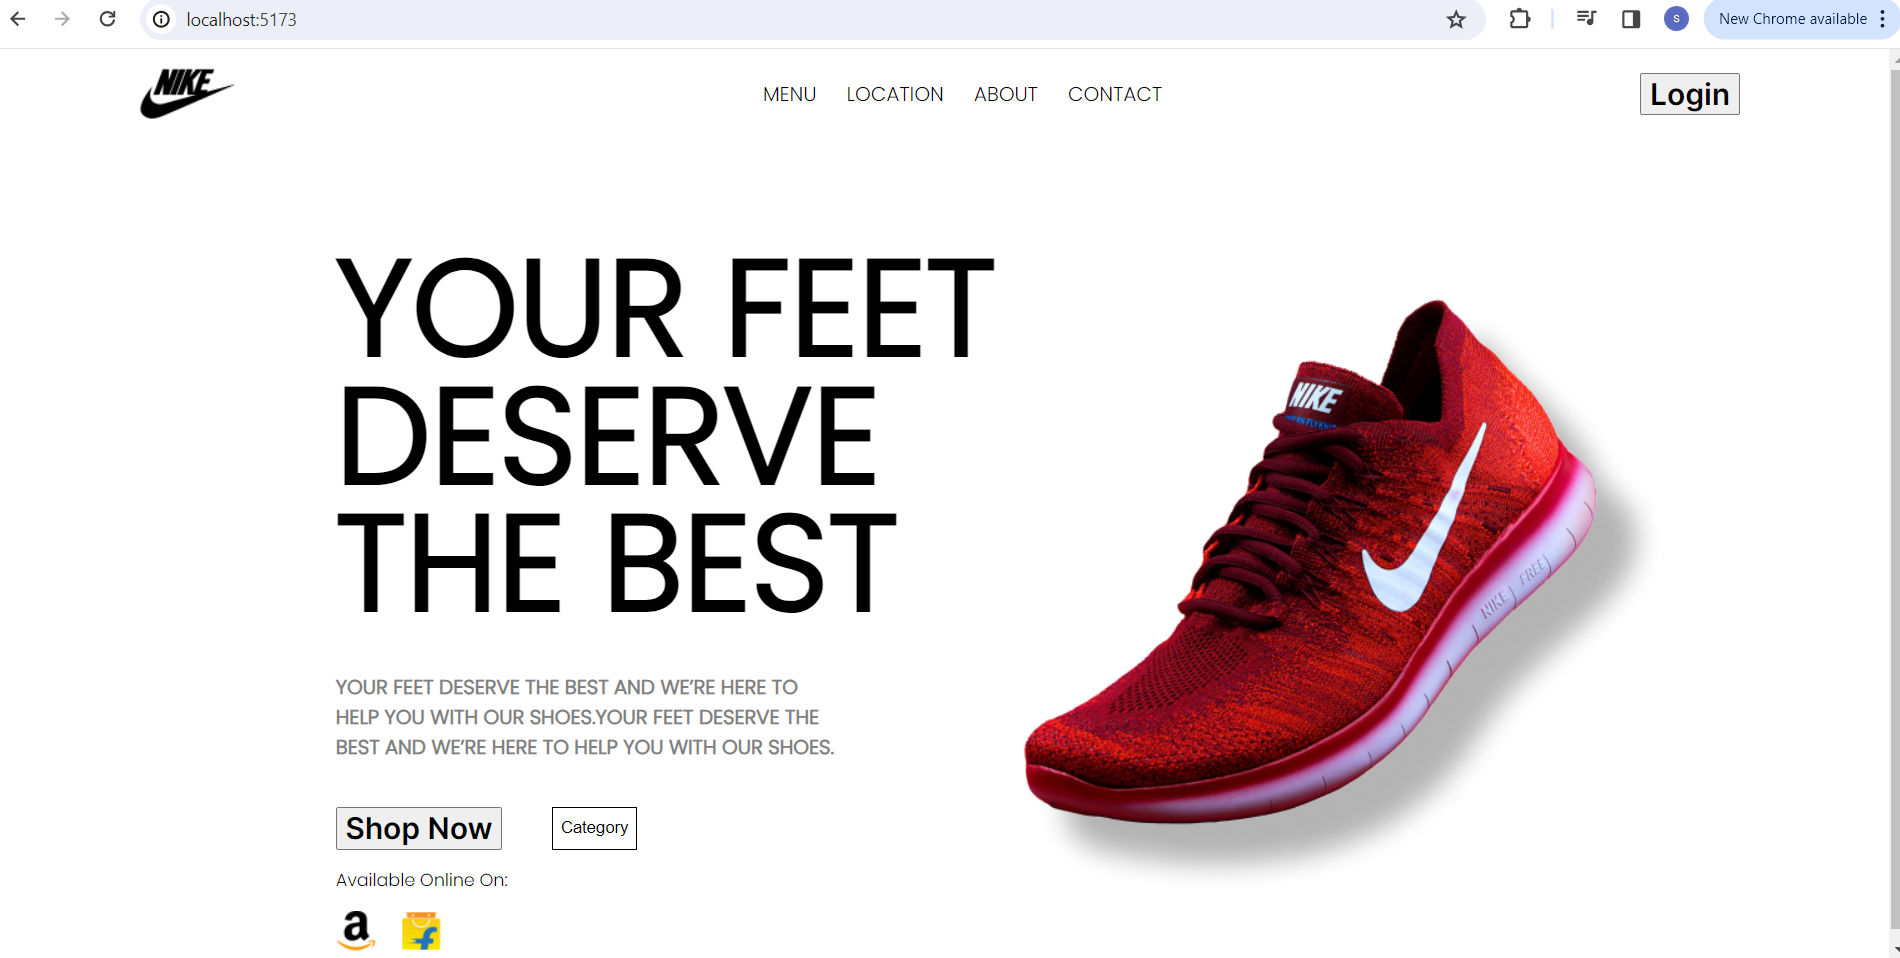 localhost:5173
S
New Chrome available
NIKE
MENU LOCATION ABOUT CONTACT
Login
YOUR FEET
DESERVE
THE BEST
NIKE
NIKE FREE
YOUR FEET DESERVE THE BEST AND WE’RE HERE TO
HELP YOU WITH OUR SHOES.YOUR FEET DESERVE THE
BEST AND WE’RE HERE TO HELP YOU WITH OUR SHOES.
Shop Now
Category
Available Online On:
a
f